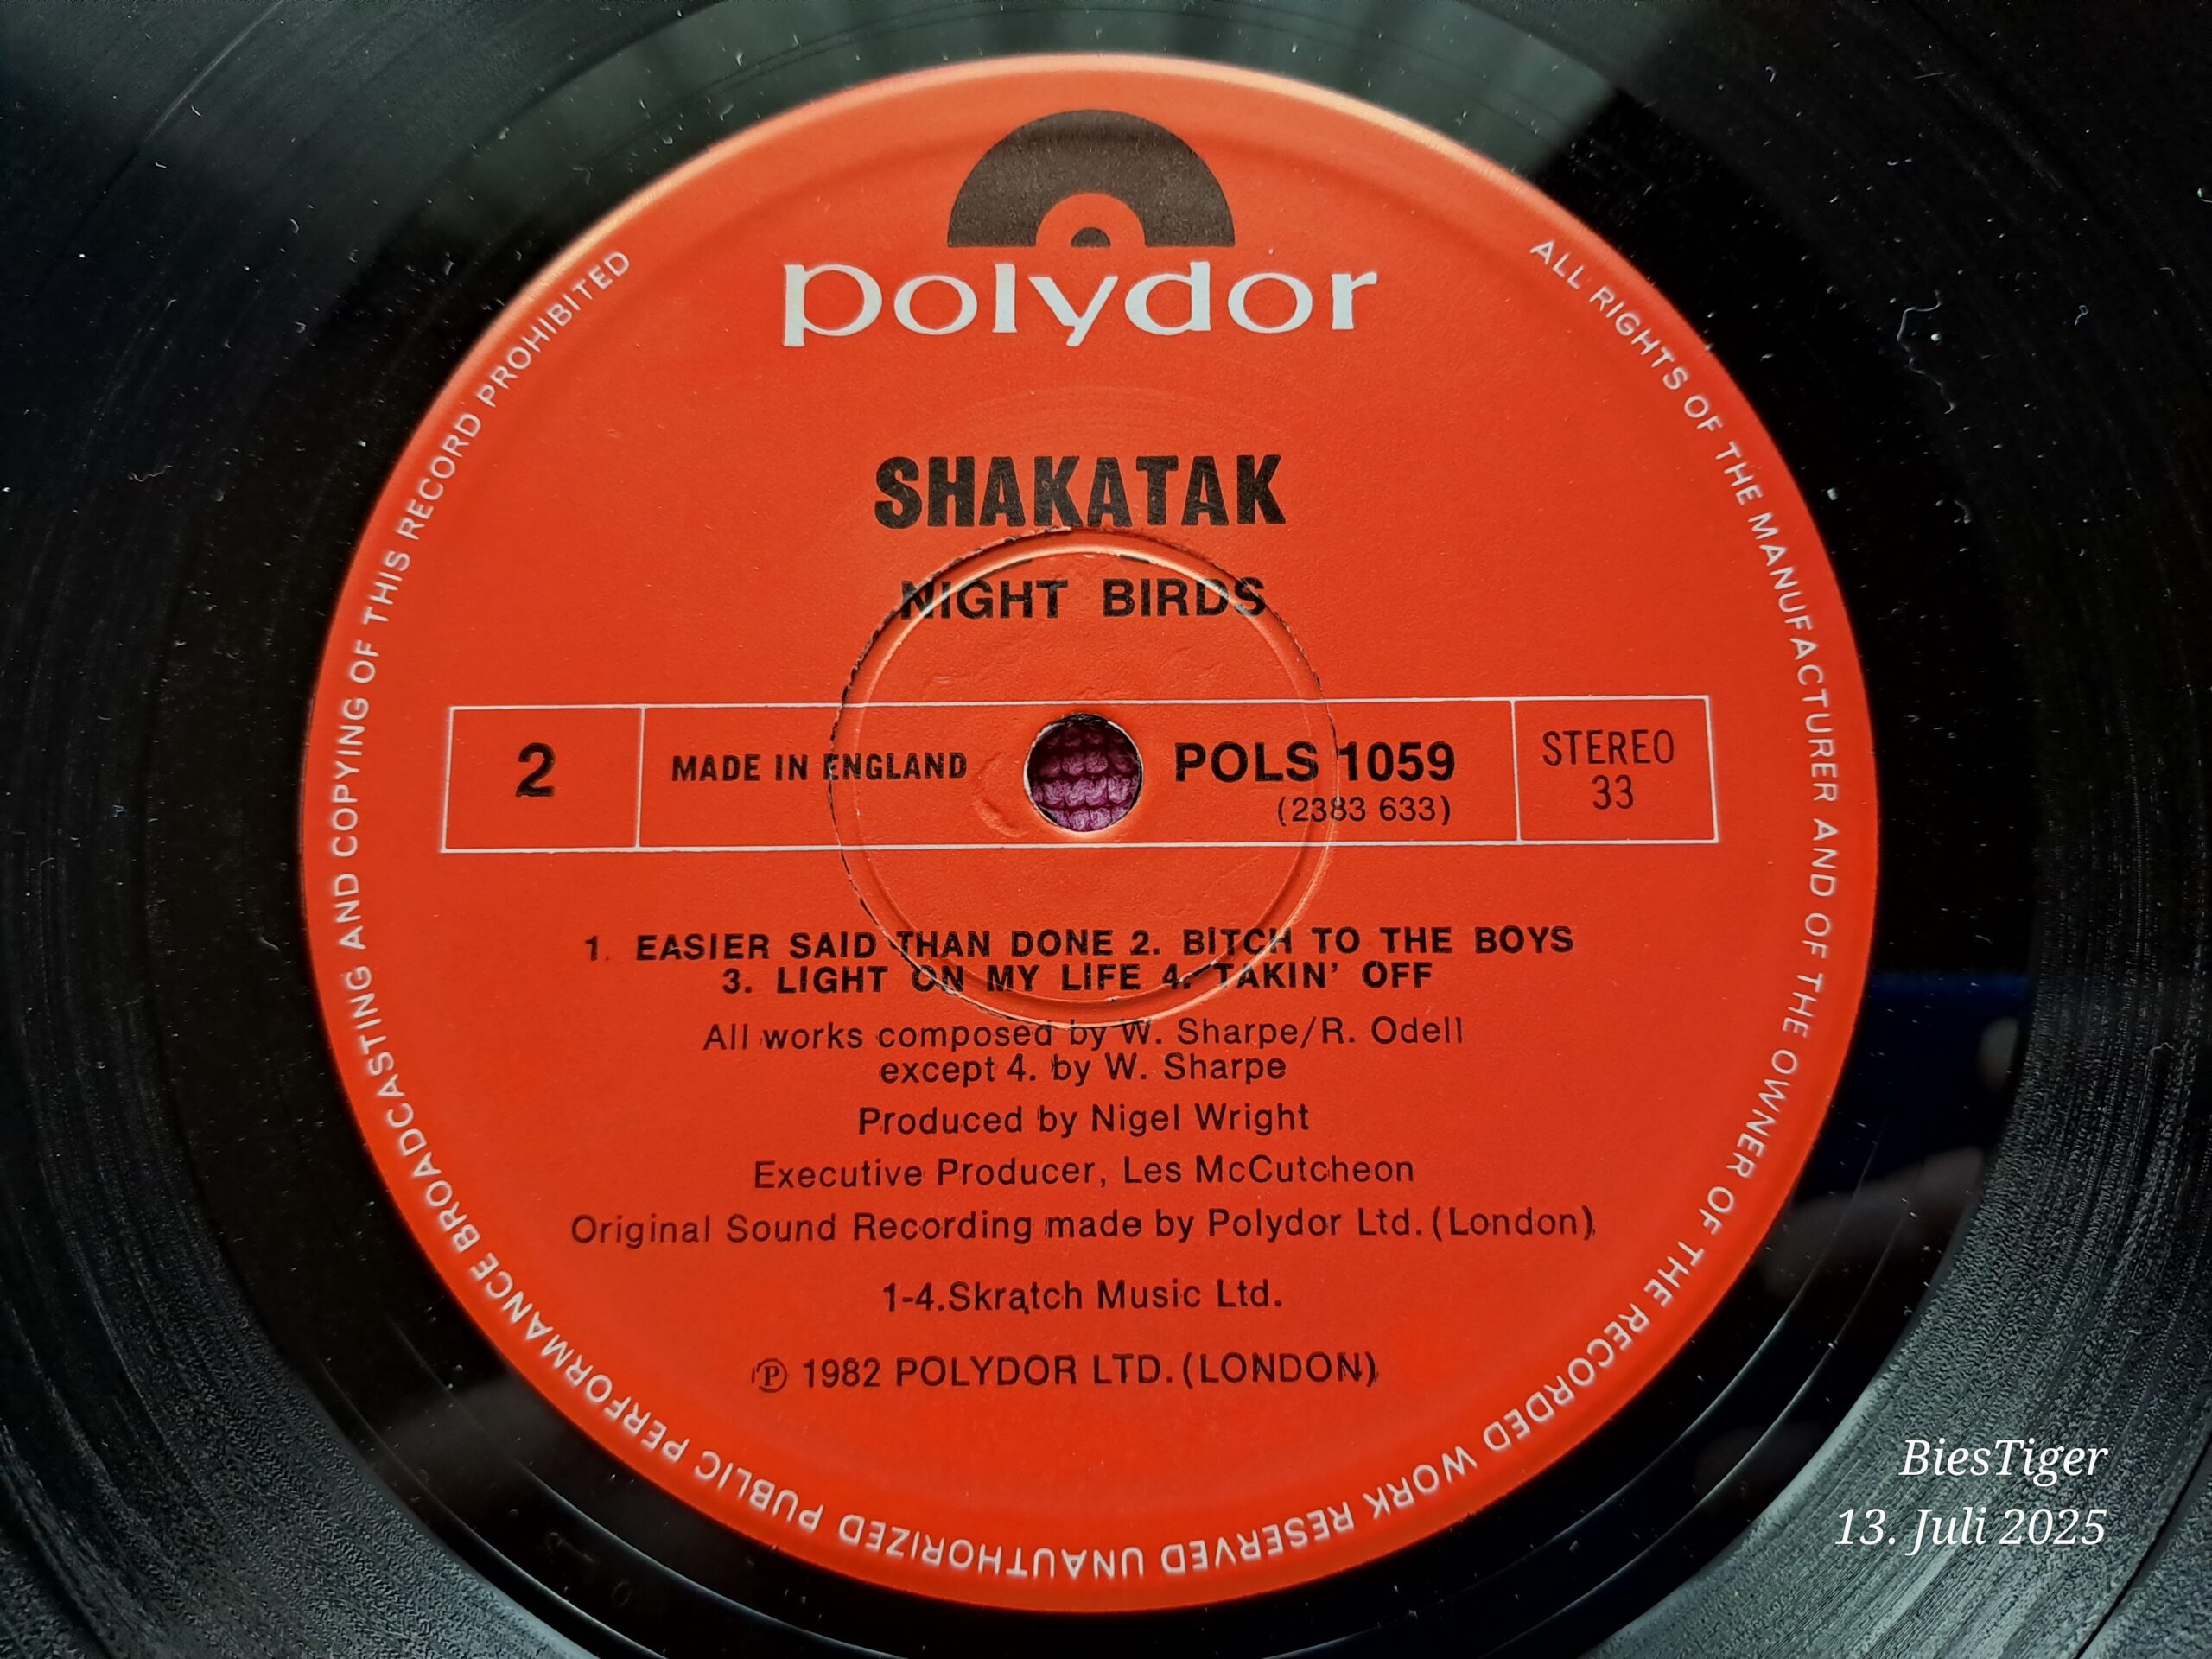 polydor
SHAKATAK
NIGHT BIRDS
2
MADE IN ENGLAND
POLS 1059
(2383 633)
STEREO
33
1. EASIER SAID THAN DONE 2. BITCH TO THE BOYS
3. LIGHT ON MY LIFE 4. TAKIN' OFF
All works composed by W. Sharpe/R. Odell
except 4. by W. Sharpe
Produced by Nigel Wright
Executive Producer, Les McCutcheon
Original Sound Recording made by Polydor Ltd. (London)
1-4.Skratch Music Ltd.
℗ 1982 POLYDOR LTD. (LONDON)
ALL RIGHTS OF THE MANUFACTURER AND OF THE OWNER OF THE RECORDED WORK RESERVED UNAUTHORIZED PUBLIC PERFORMANCE BROADCASTING AND COPYING OF THIS RECORD PROHIBITED
BiesTiger
13. Juli 2025